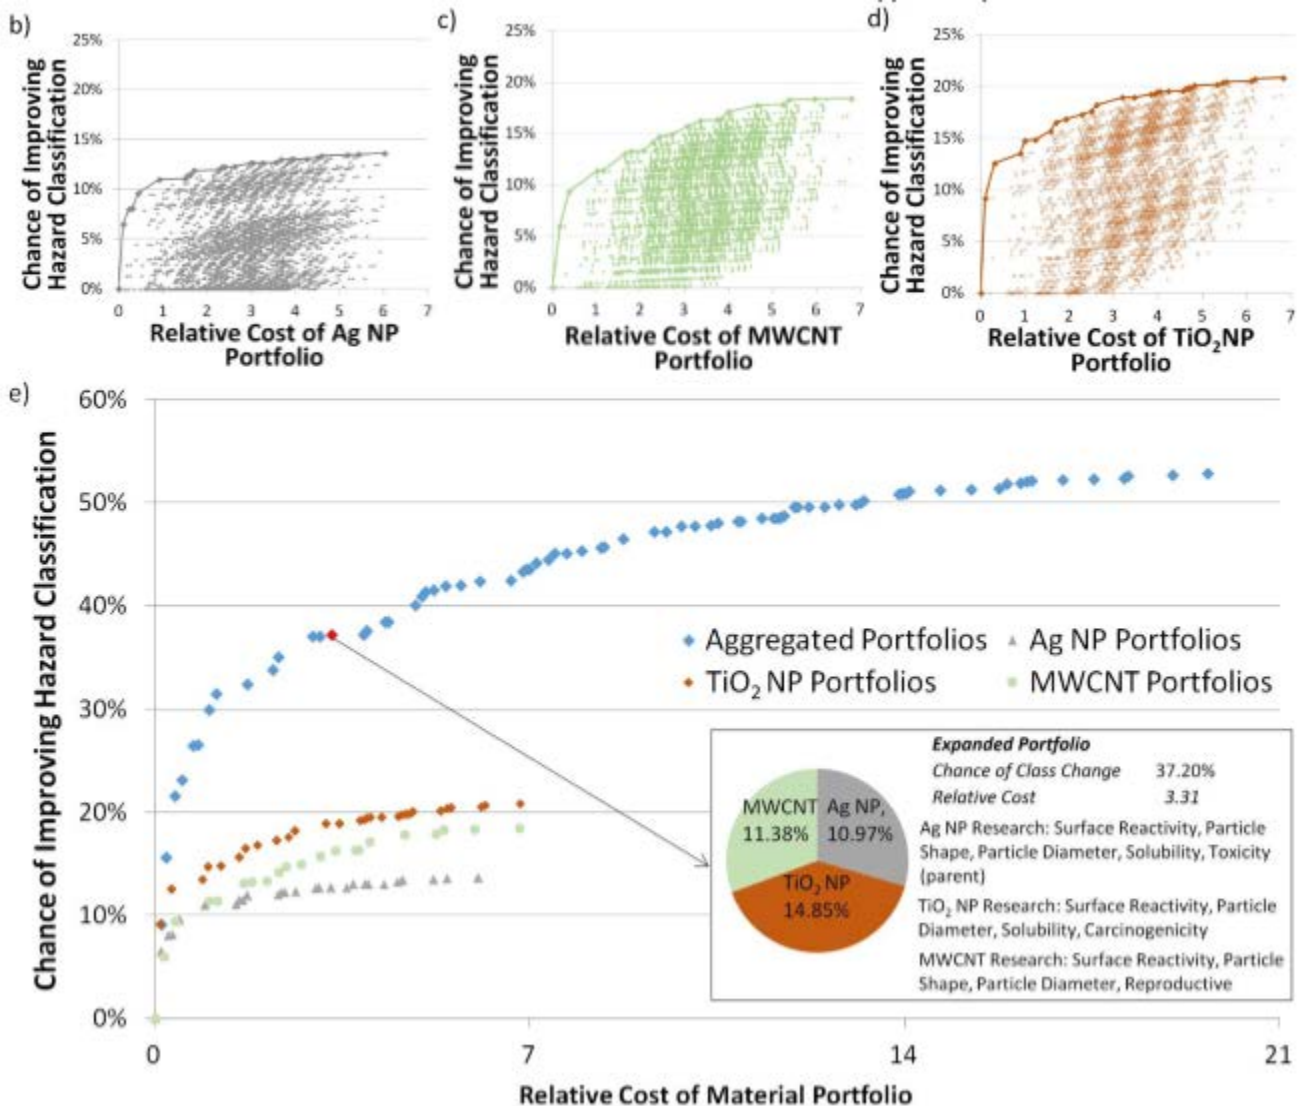 b)
25%
20%
15%
10%
5%
0%
0 1 2 3 4 5 6 7
Chance of Improving
Hazard Classification
Relative Cost of Ag NP
Portfolio
c)
25%
20%
15%
10%
5%
0%
0 1 2 3 4 5 6 7
Chance of Improving
Hazard Classification
Relative Cost of MWCNT
Portfolio
d)
25%
20%
15%
10%
5%
0%
0 1 2 3 4 5 6 7
Chance of Improving
Hazard Classification
Relative Cost of TiO2NP
Portfolio
e)
60%
50%
40%
30%
20%
10%
0%
0 7 14 21
Chance of Improving Hazard Classification
Relative Cost of Material Portfolio
Aggregated Portfolios
Ag NP Portfolios
TiO2 NP Portfolios
MWCNT Portfolios
MWCNT
11.38%
Ag NP,
10.97%
TiO2 NP
14.85%
Expanded Portfolio
Chance of Class Change 37.20%
Relative Cost 3.31
Ag NP Research: Surface Reactivity, Particle
Shape, Particle Diameter, Solubility, Toxicity
(parent)
TiO2 NP Research: Surface Reactivity, Particle
Diameter, Solubility, Carcinogenicity
MWCNT Research: Surface Reactivity, Particle
Shape, Particle Diameter, Reproductive